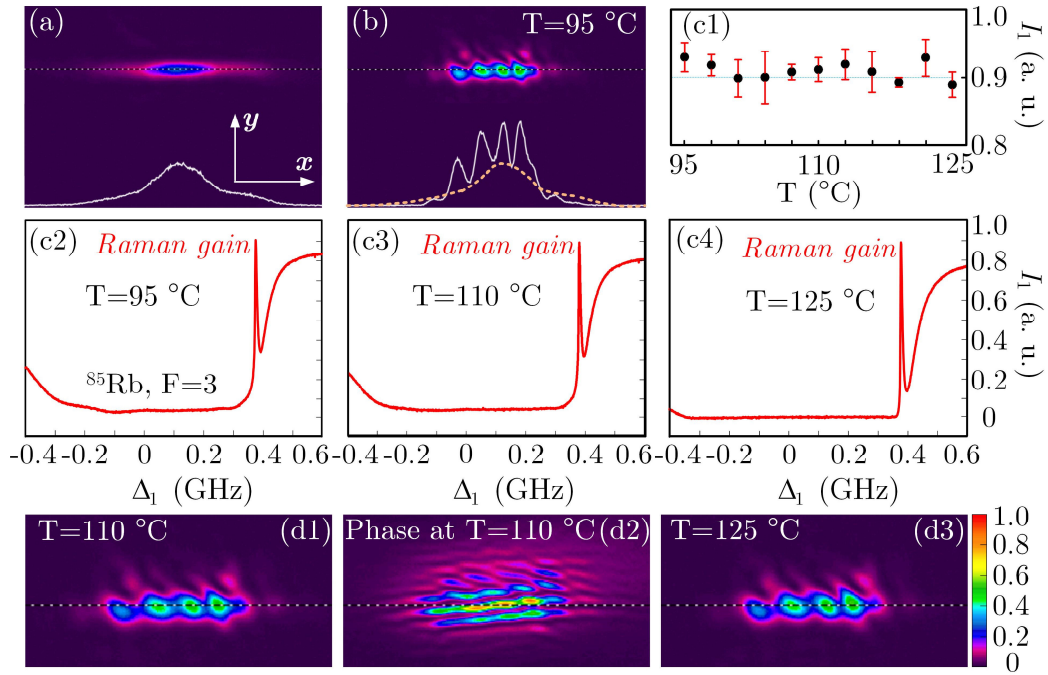 (a)
y
x
(b) T=95 °C
(c1)
1.0
0.9
0.8
I₁ (a. u.)
95 110 125
T (°C)
(c2) Raman gain
T=95 °C
⁸⁵Rb, F=3
-0.4 -0.2 0 0.2 0.4 0.6
Δ₁ (GHz)
(c3) Raman gain
T=110 °C
-0.4 -0.2 0 0.2 0.4 0.6
Δ₁ (GHz)
(c4) Raman gain
T=125 °C
1.0
0.8
0.6
0.4
0.2
0
I₁ (a. u.)
-0.4 -0.2 0 0.2 0.4 0.6
Δ₁ (GHz)
T=110 °C (d1)
Phase at T=110 °C (d2)
T=125 °C (d3)
1.0
0.8
0.6
0.4
0.2
0